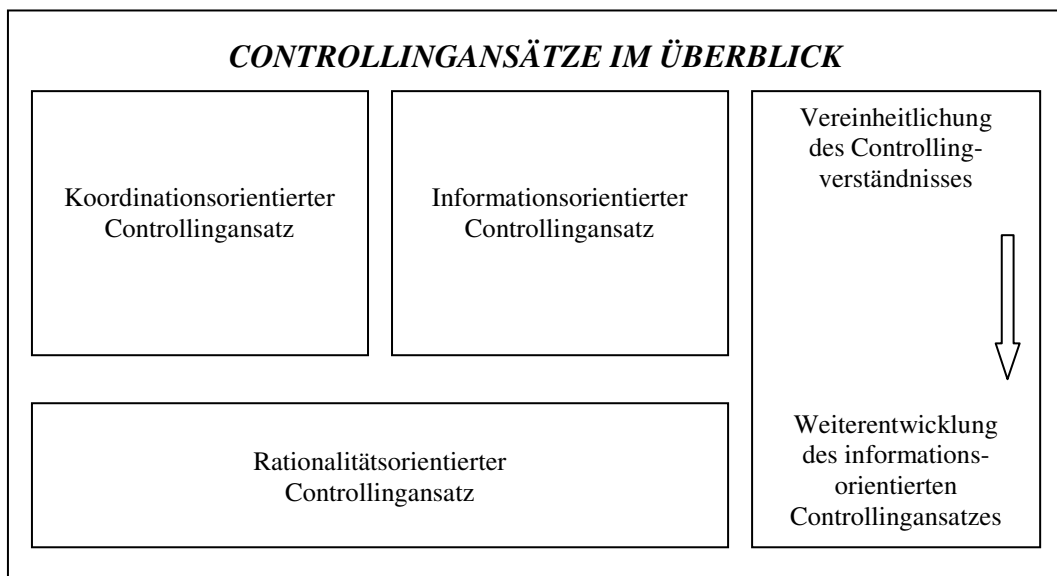 CONTROLLINGANSÄTZE IM ÜBERBLICK
Koordinationsorientierter
Controllingansatz
Informationsorientierter
Controllingansatz
Vereinheitlichung
des Controlling-
verständnisses
Rationalitätsorientierter
Controllingansatz
Weiterentwicklung
des informations-
orientierten
Controllingansatzes